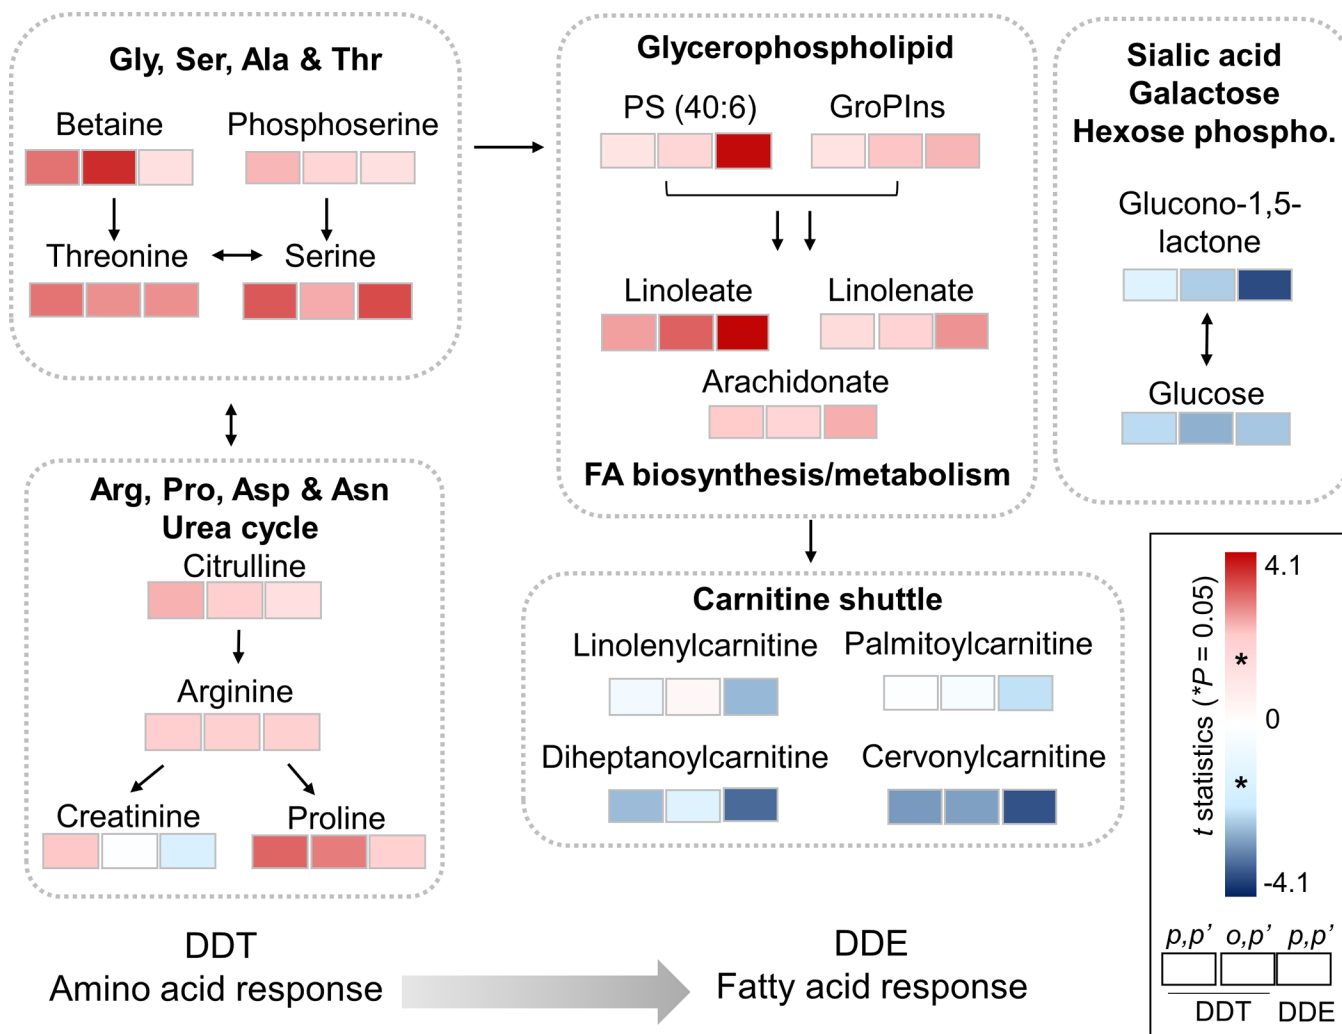 Gly, Ser, Ala & Thr
Betaine
Phosphoserine
Threonine
Serine
Arg, Pro, Asp & Asn
Urea cycle
Citrulline
Arginine
Creatinine
Proline
Glycerophospholipid
PS (40:6)
GroPIns
Linoleate
Linolenate
Arachidonate
FA biosynthesis/metabolism
Carnitine shuttle
Linolenylcarnitine
Palmitoylcarnitine
Diheptanoylcarnitine
Cervonylcarnitine
Sialic acid
Galactose
Hexose phospho.
Glucono-1,5-
lactone
Glucose
t statistics (*P = 0.05)
4.1
*
0
*
-4.1
p,p’ o,p’ p,p’
DDT DDE
DDT
Amino acid response
DDE
Fatty acid response